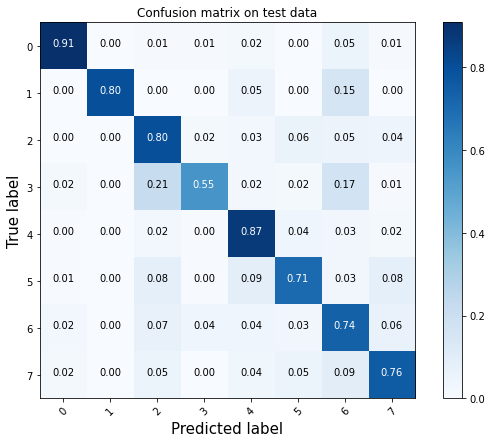 Confusion matrix on test data
True label
0 0.91 0.00 0.01 0.01 0.02 0.00 0.05 0.01
1 0.00 0.80 0.00 0.00 0.05 0.00 0.15 0.00
2 0.00 0.00 0.80 0.02 0.03 0.06 0.05 0.04
3 0.02 0.00 0.21 0.55 0.02 0.02 0.17 0.01
4 0.00 0.00 0.02 0.00 0.87 0.04 0.03 0.02
5 0.01 0.00 0.08 0.00 0.09 0.71 0.03 0.08
6 0.02 0.00 0.07 0.04 0.04 0.03 0.74 0.06
7 0.02 0.00 0.05 0.00 0.04 0.05 0.09 0.76
0 1 2 3 4 5 6 7
Predicted label
0.8
0.6
0.4
0.2
0.0